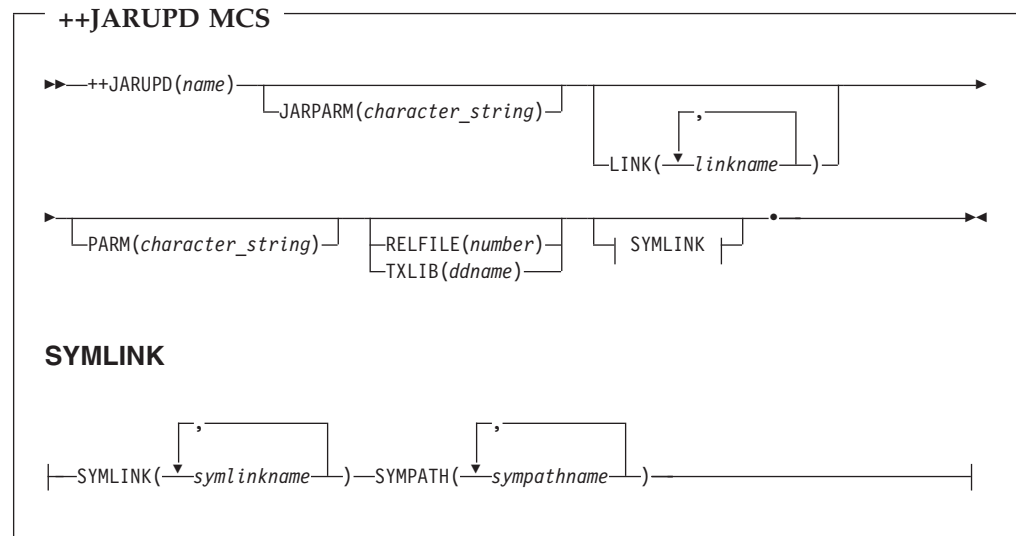 ++JARUPD MCS
++JARUPD(name)
JARPARM(character_string)
,
LINK( linkname )
PARM(character_string)
RELFILE(number)
TXLIB(ddname)
SYMLINK
SYMLINK
, ,
SYMLINK( symlinkname ) SYMPATH( sympathname )